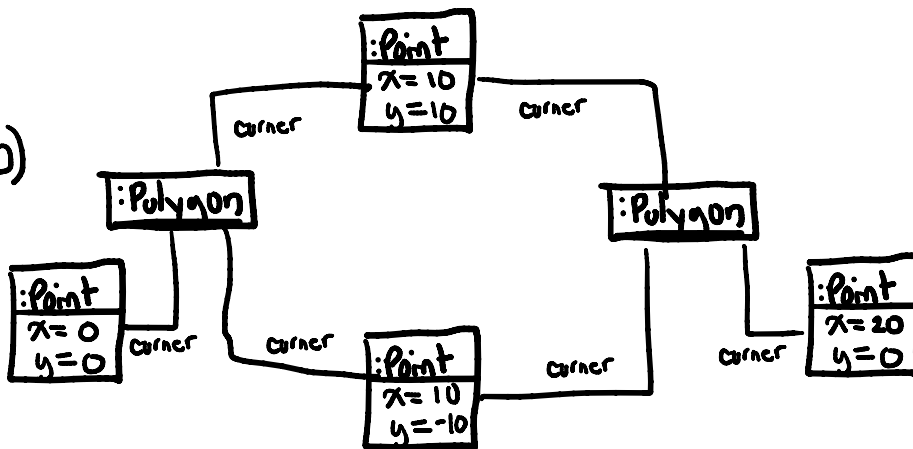 :Point
x=10
y=10
corner
corner
b)
:Polygon
:Polygon
:Point
x=0
y=0
corner
corner
:Point
x=10
y=-10
corner
corner
:Point
x=20
y=0